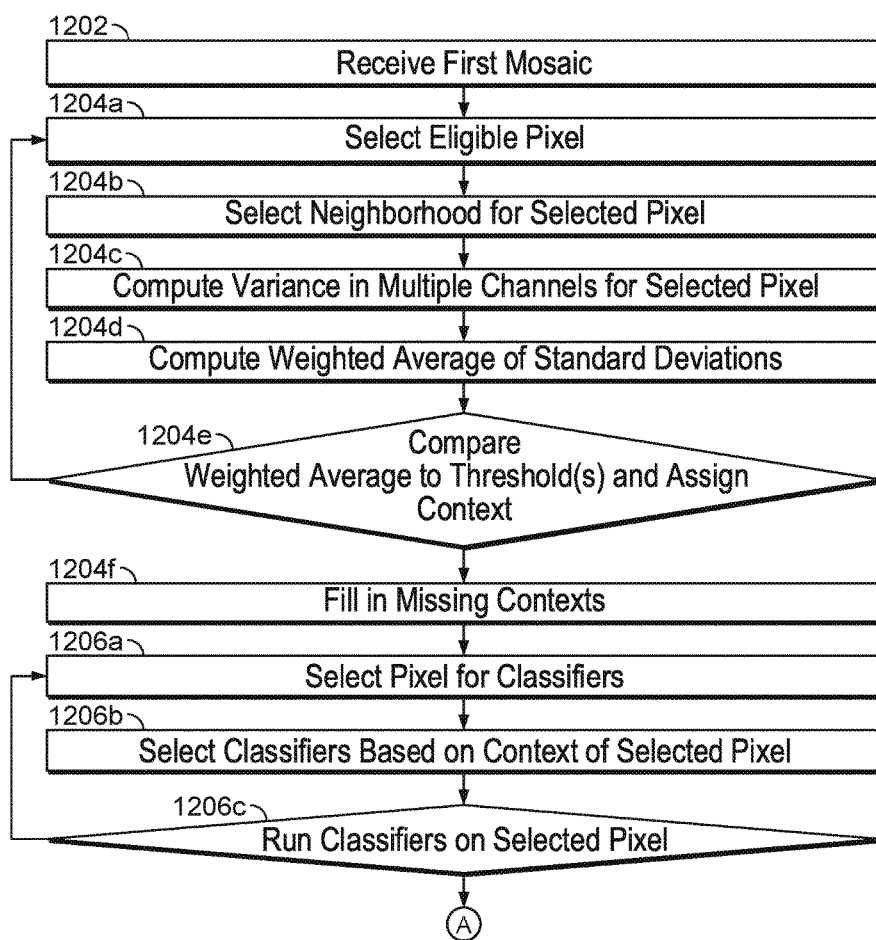 1202
Receive First Mosaic
1204a
Select Eligible Pixel
1204b
Select Neighborhood for Selected Pixel
1204c
Compute Variance in Multiple Channels for Selected Pixel
1204d
Compute Weighted Average of Standard Deviations
1204e
Compare
Weighted Average to Threshold(s) and Assign
Context
1204f
Fill in Missing Contexts
1206a
Select Pixel for Classifiers
1206b
Select Classifiers Based on Context of Selected Pixel
1206c
Run Classifiers on Selected Pixel
A